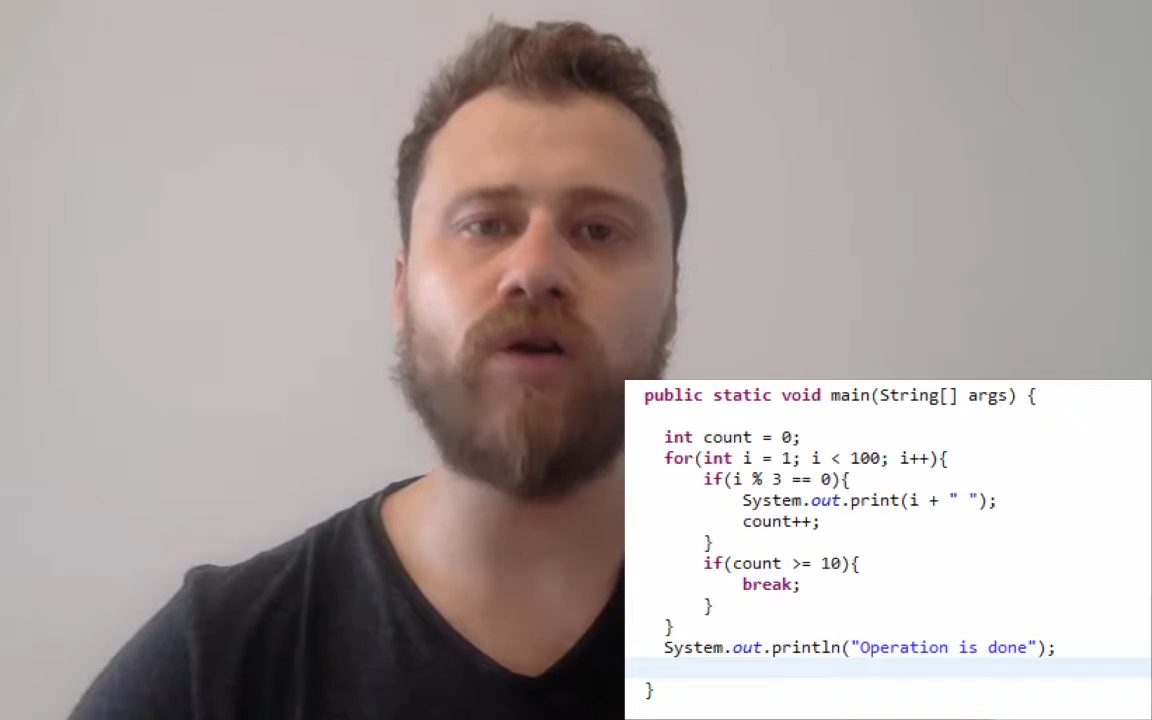 public static void main(String[] args) {
int count = 0;
for(int i = 1; i < 100; i++){
if(i % 3 == 0){
System.out.print(i + " ");
count++;
}
if(count >= 10){
break;
}
}
System.out.println("Operation is done");
}